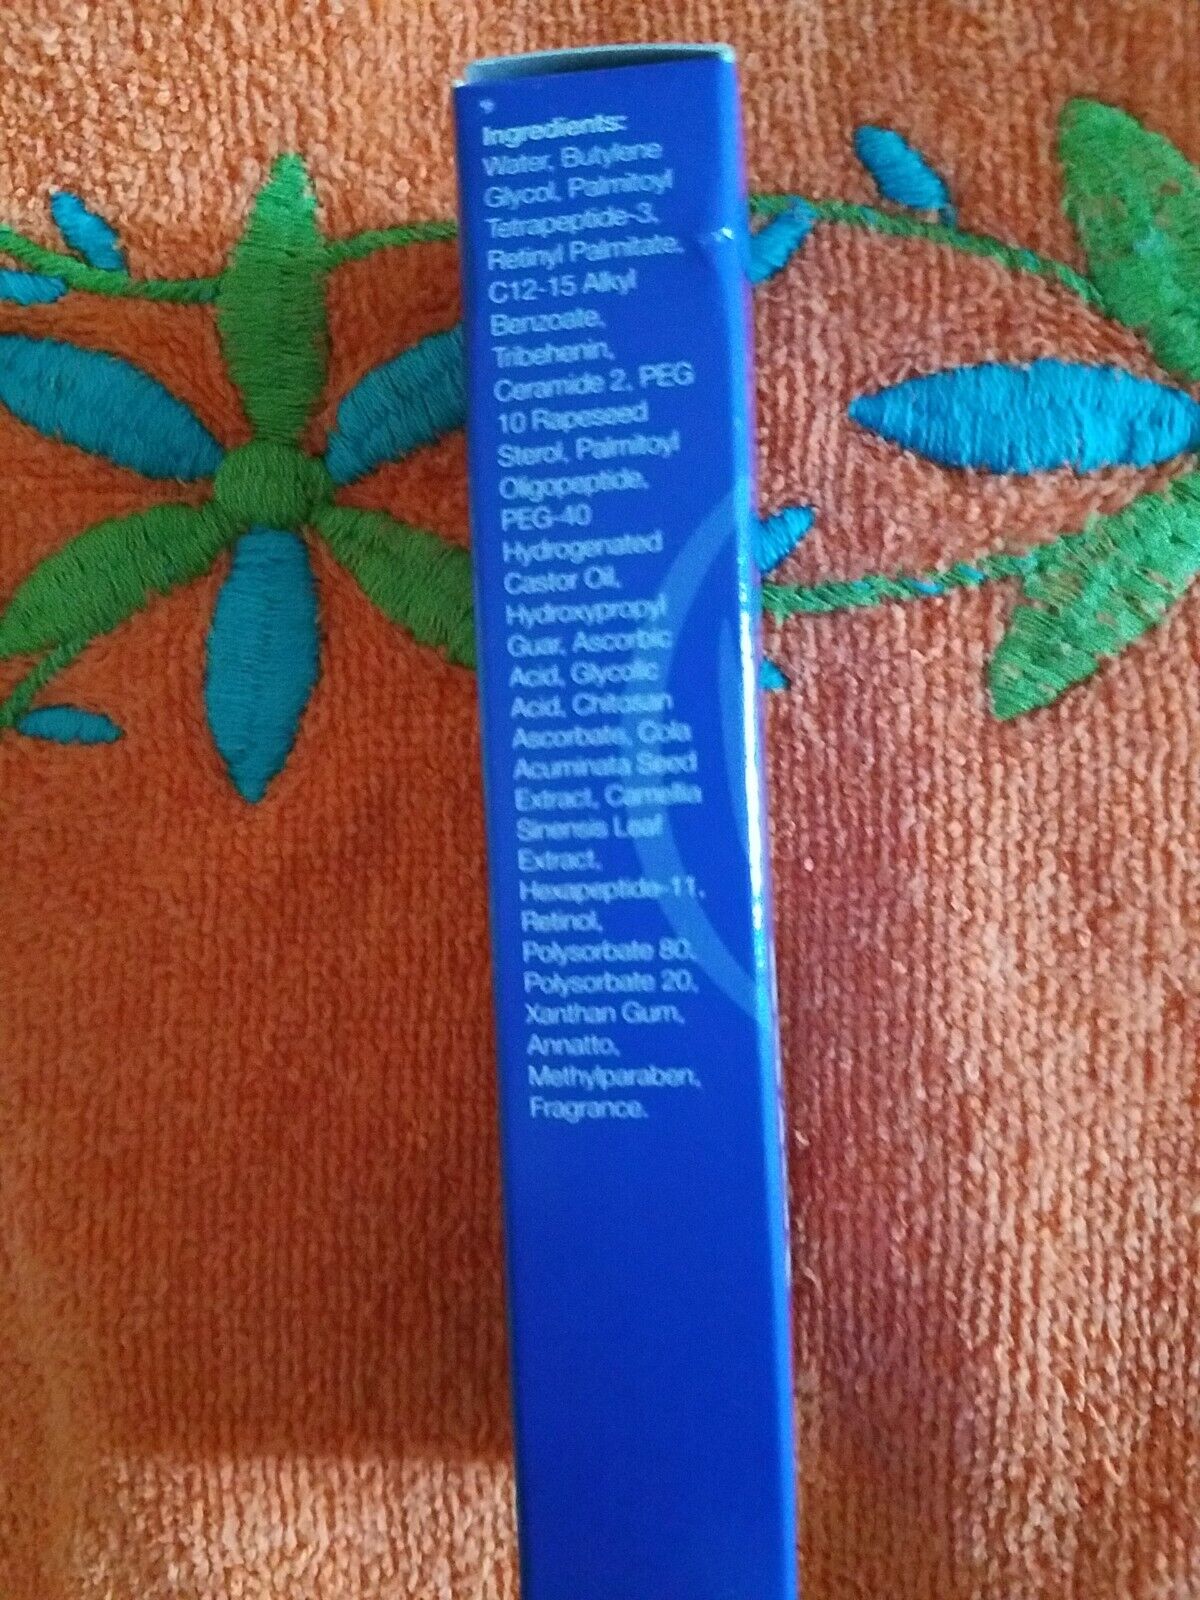 Ingredients:
Water, Butylene
Glycol, Palmitoyl
Tetrapeptide-3,
Retinyl Palmitate,
C12-15 Alkyl
Benzoate,
Tribehenin,
Ceramide 2, PEG
10 Rapeseed
Sterol, Palmitoyl
Oligopeptide,
PEG-40
Hydrogenated
Castor Oil,
Hydroxypropyl
Guar, Ascorbic
Acid, Glycolic
Acid, Chitosan
Ascorbate, Cola
Acuminata Seed
Extract, Camellia
Sinensis Leaf
Extract,
Hexapeptide-11,
Retinol,
Polysorbate 80,
Polysorbate 20,
Xanthan Gum,
Annatto,
Methylparaben,
Fragrance.